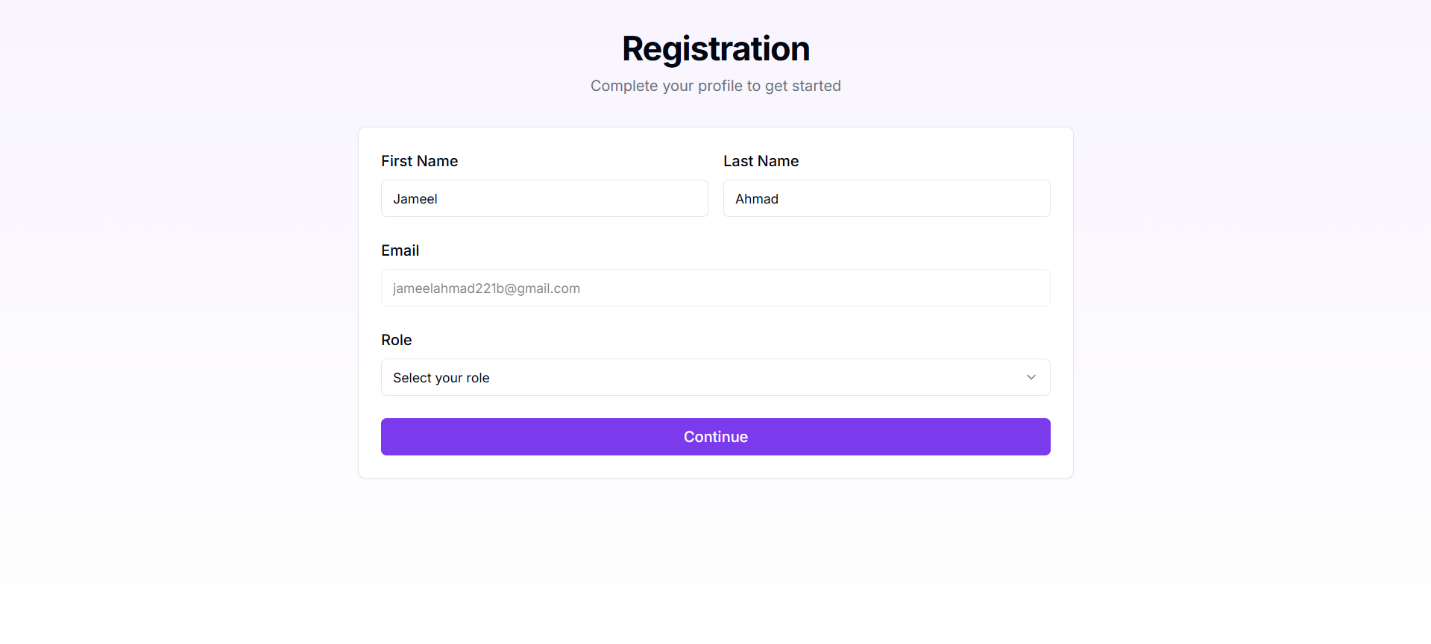 Registration
Complete your profile to get started
First Name
Last Name
Jameel
Ahmad
Email
jameelahmad221b@gmail.com
Role
Select your role
Continue